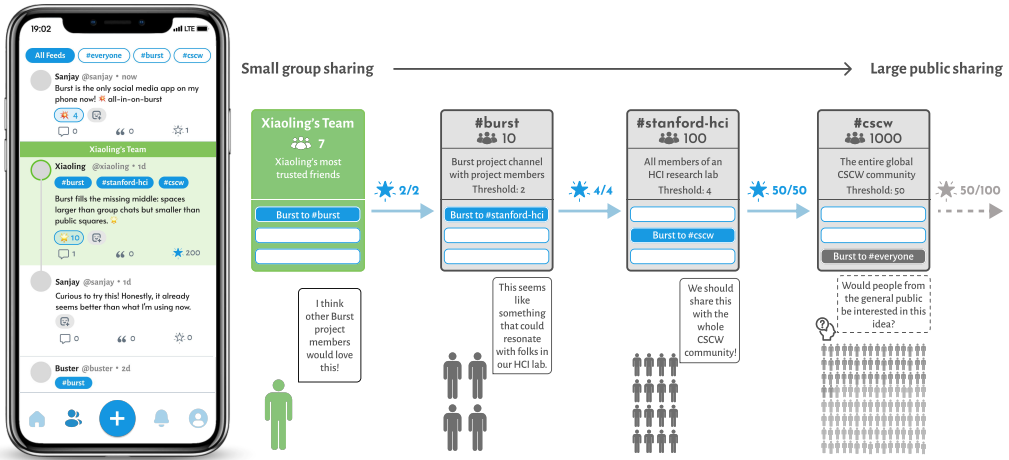 19:02
LTE
All Feeds #everyone #burst #cscw
Sanjay @sanjay • now
Burst is the only social media app on my
phone now! 💥 all-in-on-burst
💥 4
0 0 1
Xiaoling's Team
Xiaoling @xiaoling • 1d
#burst #stanford-hci #cscw
Burst fills the missing middle: spaces
larger than group chats but smaller than
public squares.
10
1 0 200
Sanjay @sanjay • 1d
Curious to try this! Honestly, it already
seems better than what I'm using now.
0 0 0
Buster @buster • 2d
#burst
Small group sharing
Large public sharing
Xiaoling's Team
7
Xiaoling's most
trusted friends
Burst to #burst
2/2
#burst
10
Burst project channel
with project members
Threshold: 2
Burst to #stanford-hci
4/4
#stanford-hci
100
All members of an
HCI research lab
Threshold: 4
Burst to #cscw
50/50
#cscw
1000
The entire global
CSCW community
Threshold: 50
Burst to #everyone
50/100
I think
other Burst
project
members
would love
this!
This seems
like
something
that could
resonate
with folks in
our HCI lab.
We should
share this
with the
whole
CSCW
community!
Would people from
the general public
be interested in this
idea?
?